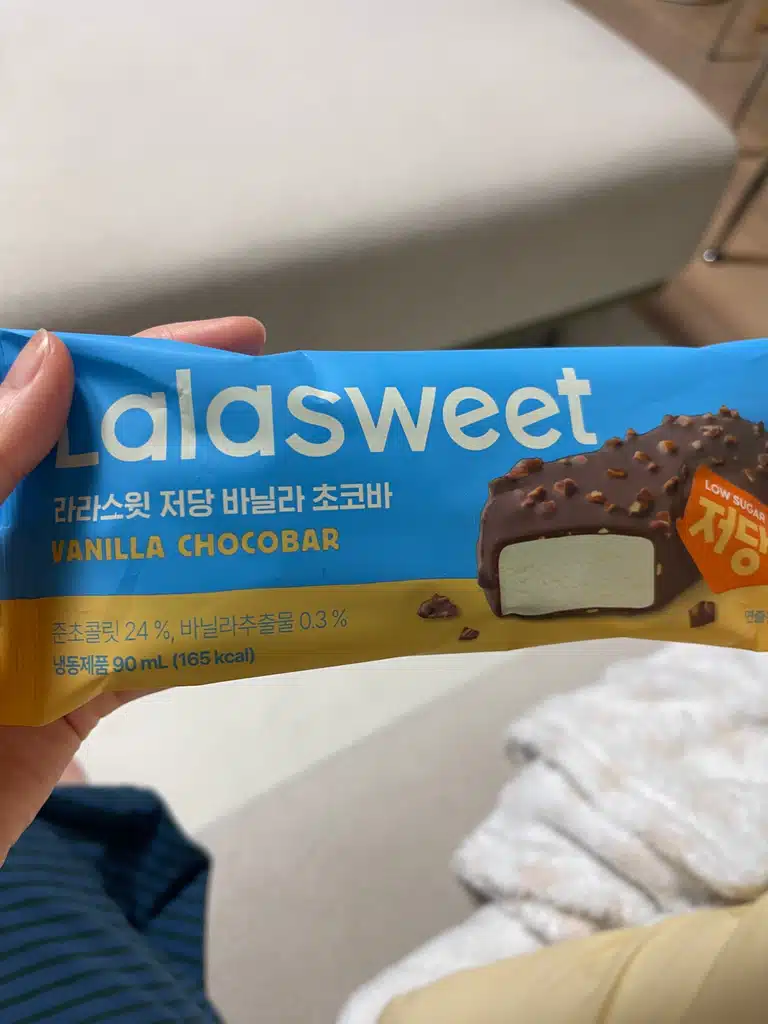 Lalasweet
라라스윗 저당 바닐라 초코바
VANILLA CHOCOBAR
LOW SUGAR
저당
준초콜릿 24 %, 바닐라추출물 0.3 %
냉동제품 90 mL (165 kcal)